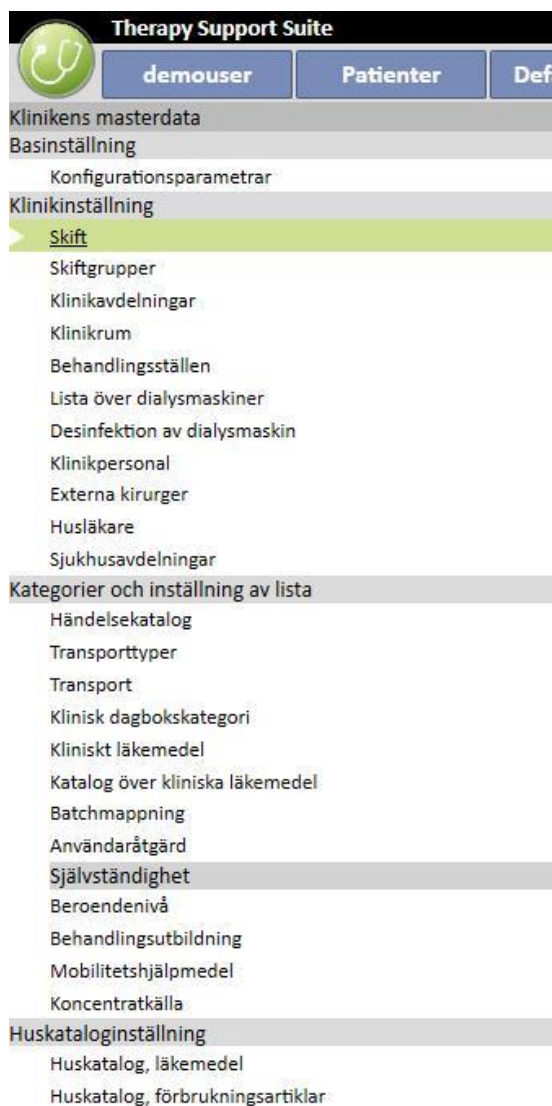 Therapy Support Suite
demouser Patienter Def
Klinikens masterdata
Basinställning
Konfigurationsparametrar
Klinikinställning
Skift
Skiftgrupper
Klinikavdelningar
Klinikrum
Behandlingsställen
Lista över dialysmaskiner
Desinfektion av dialysmaskin
Klinikpersonal
Externa kirurger
Husläkare
Sjukhusavdelningar
Kategorier och inställning av lista
Händelsekatalog
Transporttyper
Transport
Klinisk dagbokskategori
Kliniskt läkemedel
Katalog över kliniska läkemedel
Batchmappning
Användaråtgärd
Självständighet
Beroendenivå
Behandlingsutbildning
Mobilitetshjälpmedel
Koncentratkälla
Huskataloginställning
Huskatalog, läkemedel
Huskatalog, förbrukningsartiklar